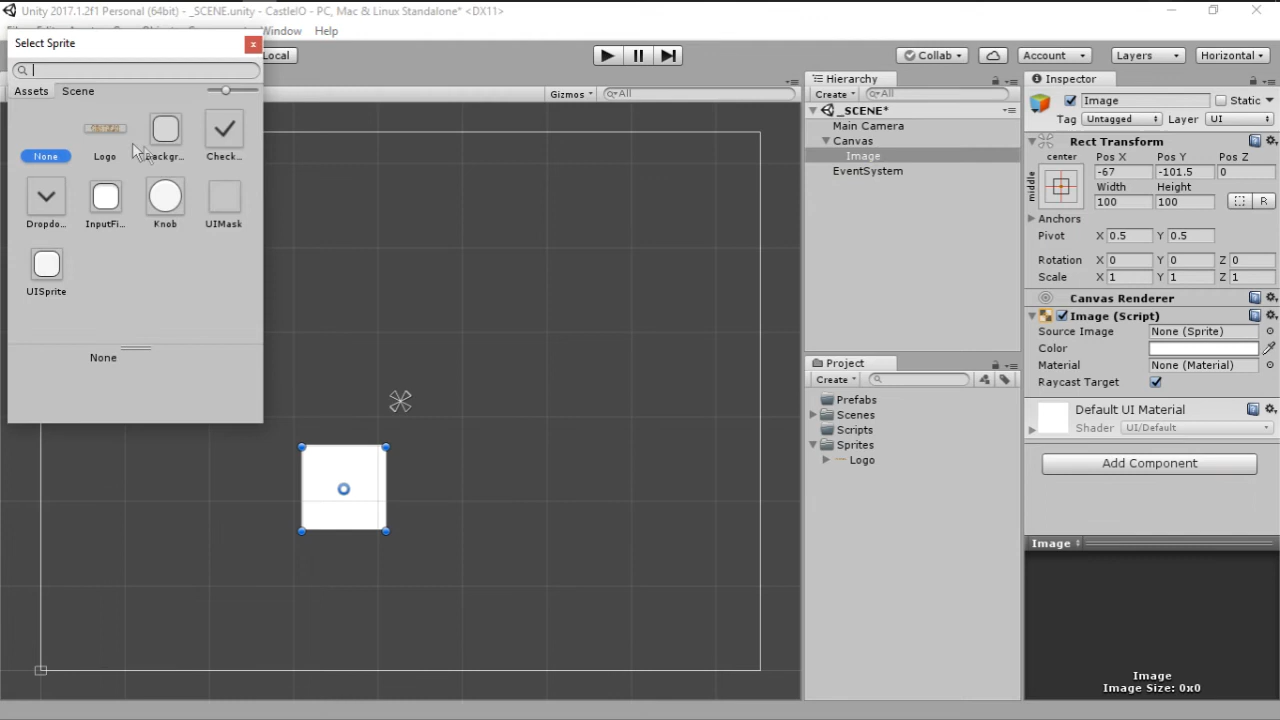 Unity 2017.1.2f1 Personal (64bit) - _SCENE.unity - CastleIO - PC, Mac & Linux Standalone* <DX11>
Window Help
Select Sprite x
Local
Collab Account Layers Horizontal
Assets Scene
Gizmos All
None Logo Backgr... Check...
Dropdo... InputFi... Knob UIMask
UISprite
None
Hierarchy
Create All
_SCENE*
Main Camera
Canvas
Image
EventSystem
Project
Create
Prefabs
Scenes
Scripts
Sprites
Logo
Inspector
Image Static
Tag Untagged Layer UI
Rect Transform
center Pos X Pos Y Pos Z
middle -67 -101.5 0
Width Height
100 100 R
Anchors
Pivot X 0.5 Y 0.5
Rotation X 0 Y 0 Z 0
Scale X 1 Y 1 Z 1
Canvas Renderer
Image (Script)
Source Image None (Sprite)
Color
Material None (Material)
Raycast Target
Default UI Material
Shader UI/Default
Add Component
Image
Image
Image Size: 0x0